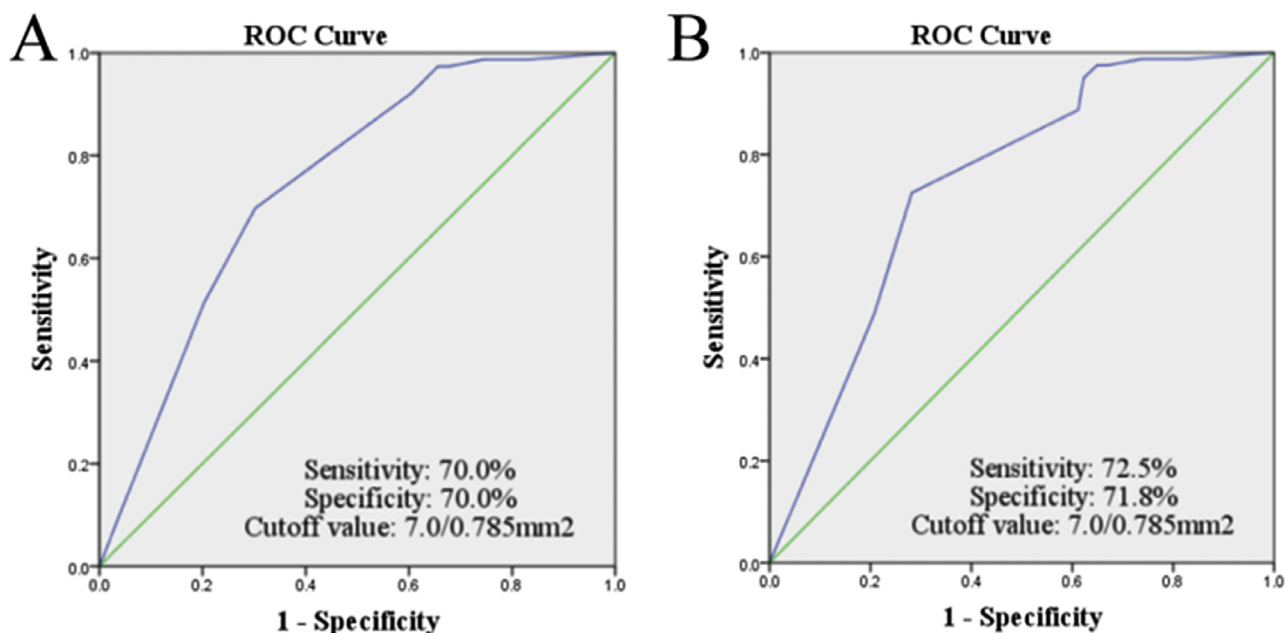 A
ROC Curve
1.0
0.8
0.6
0.4
0.2
0.0
Sensitivity
Sensitivity: 70.0%
Specificity: 70.0%
Cutoff value: 7.0/0.785mm2
0.0 0.2 0.4 0.6 0.8 1.0
1 - Specificity
B
ROC Curve
1.0
0.8
0.6
0.4
0.2
0.0
Sensitivity
Sensitivity: 72.5%
Specificity: 71.8%
Cutoff value: 7.0/0.785mm2
0.0 0.2 0.4 0.6 0.8 1.0
1 - Specificity